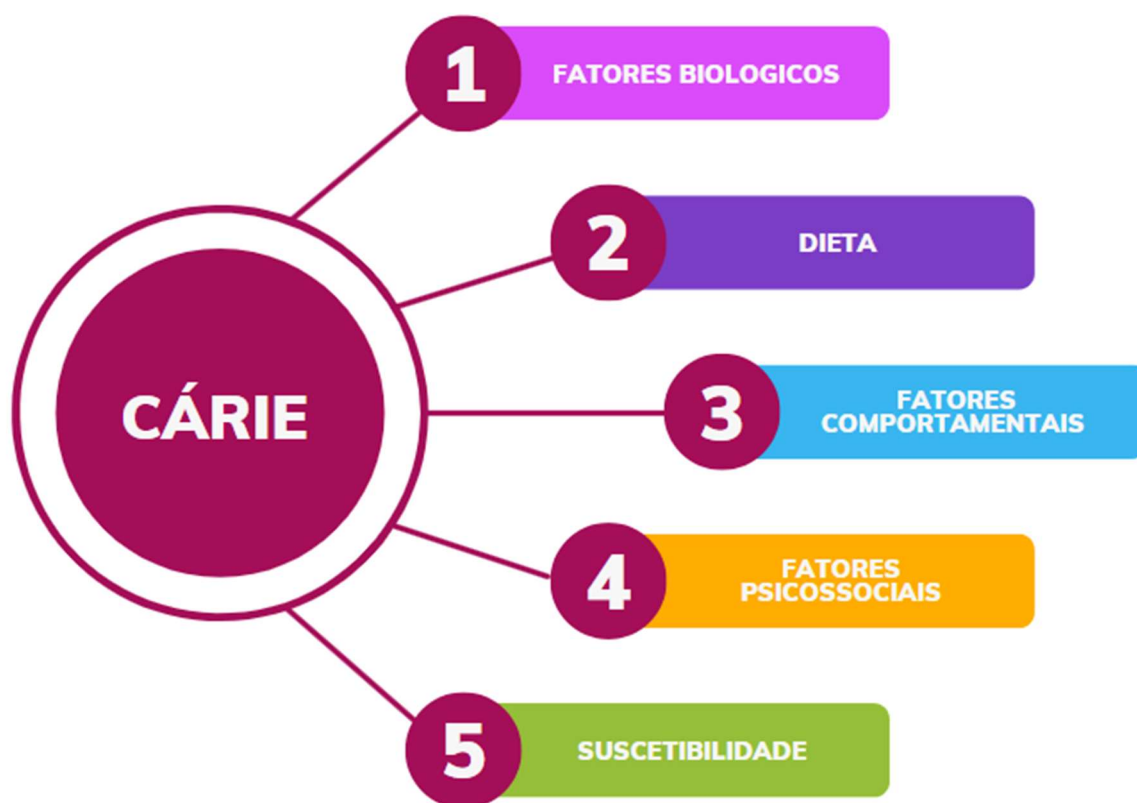 1
FATORES BIOLOGICOS
2
DIETA
3
FATORES
COMPORTAMENTAIS
CÁRIE
4
FATORES
PSICOSSOCIAIS
5
SUSCETIBILIDADE